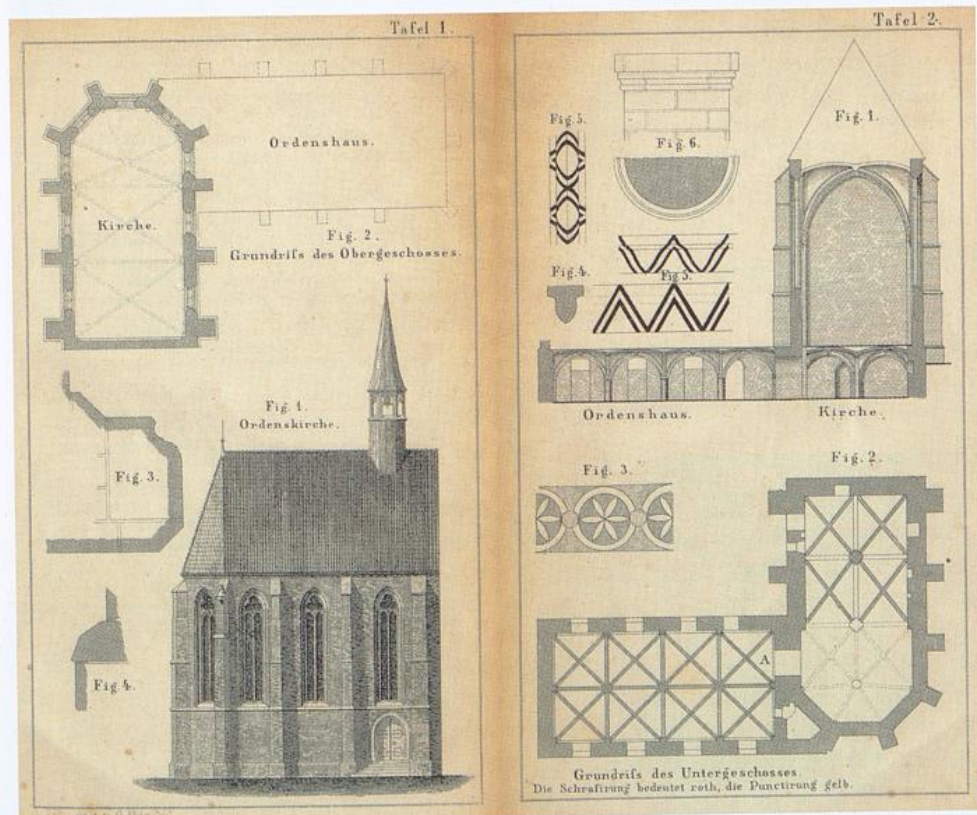 Tafel 1.
Ordenshaus.
Kirche.
Fig. 2.
Grundriſs des Obergeschosses.
Fig. 1.
Ordenskirche.
Fig. 3.
Fig. 4.
Tafel 2.
Fig. 5.
Fig. 6.
Fig. 1.
Fig. 4.
Fig. 5.
Ordenshaus.
Kirche.
Fig. 3.
Fig. 2.
A
Grundriſs des Untergeschosses.
Die Schrafirung bedeutet roth, die Punctirung gelb.